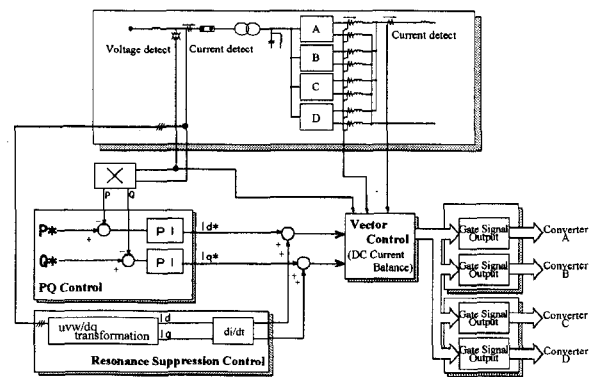 Voltage detect
Current detect
Current detect
A
B
C
D
P
Q
P*
PI
Id*
Q*
PI
Iq*
PQ Control
Vector
Control
(DC Current
Balance)
Gate Signal
Output
Converter
A
Gate Signal
Output
Converter
B
Gate Signal
Output
Converter
C
Gate Signal
Output
Converter
D
uvw/dq
transformation
Id
Iq
di/dt
Resonance Suppression Control